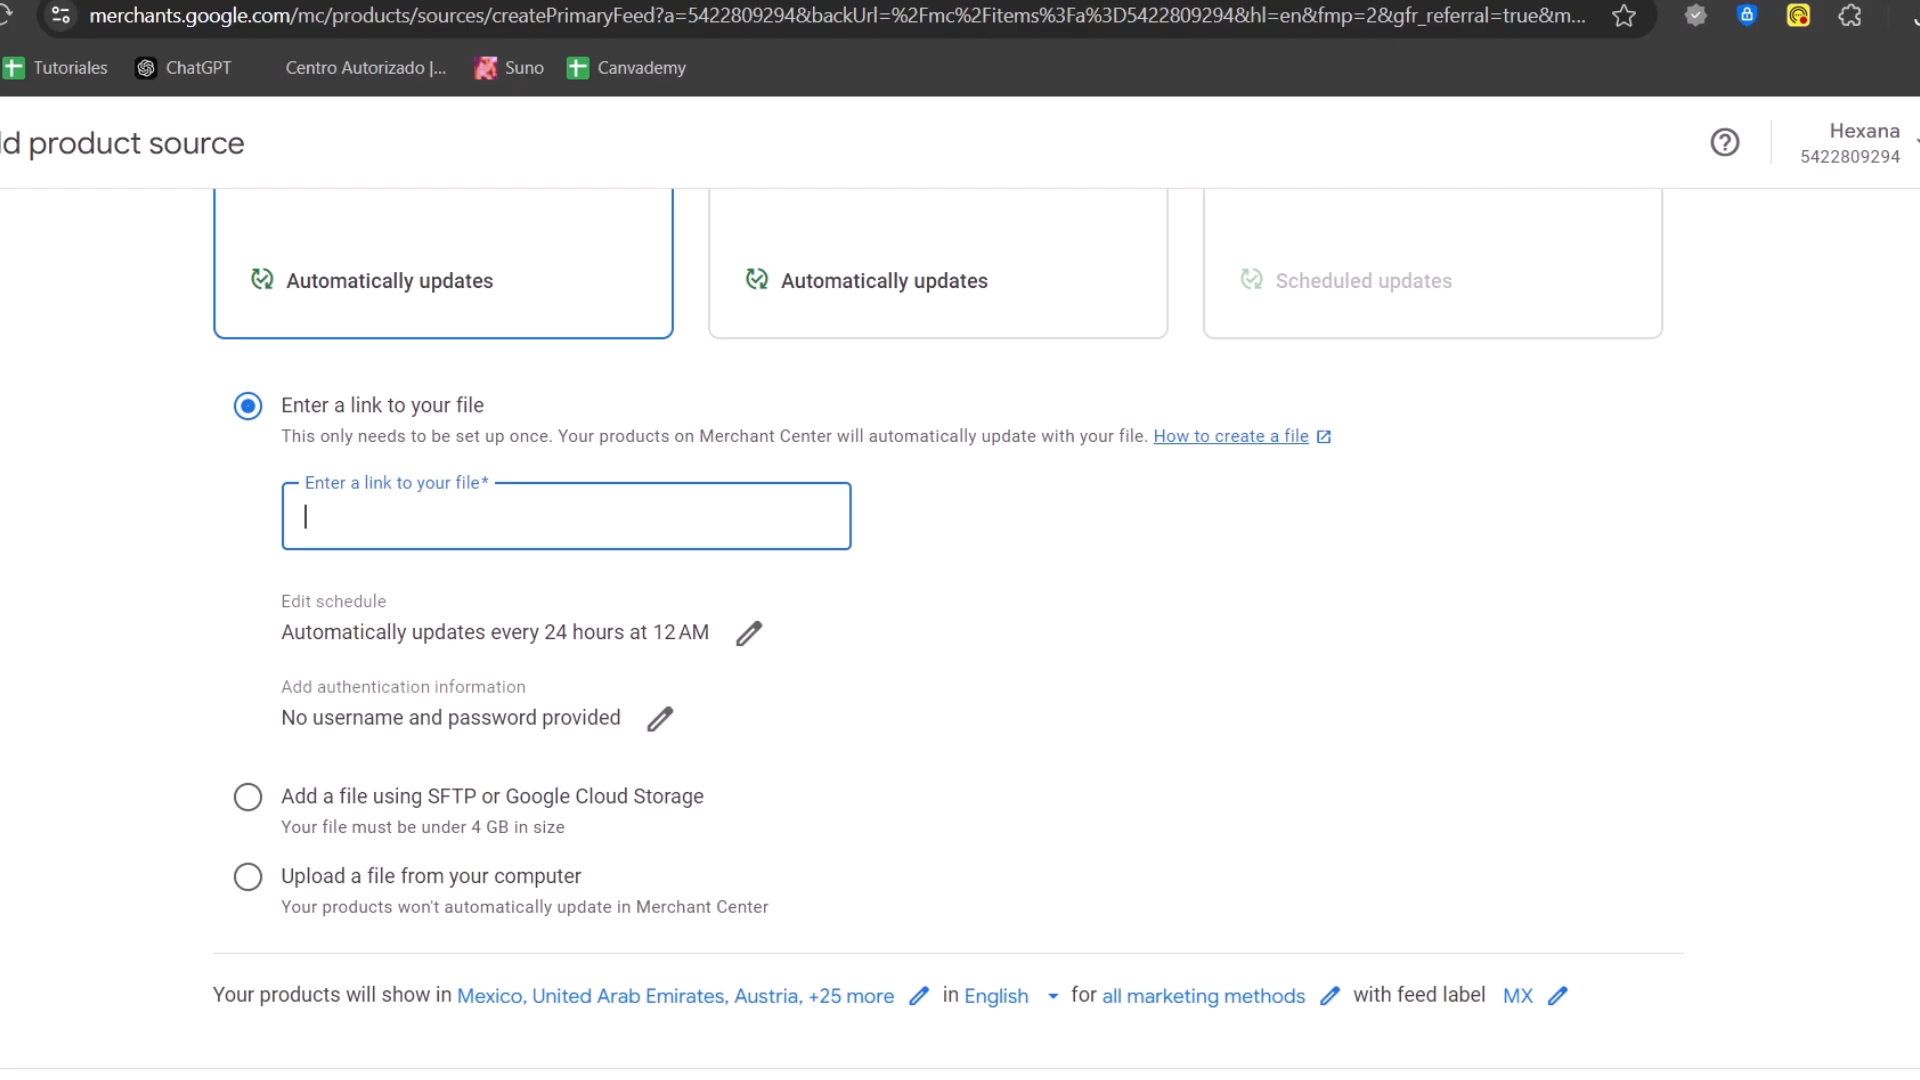 merchants.google.com/mc/products/sources/createPrimaryFeed?a=5422809294&backUrl=%2Fmc%2Fitems%3Fa%3D5422809294&hl=en&fmp=2&gfr_referral=true&m...
Tutoriales ChatGPT Centro Autorizado |... Suno Canvademy
ld product source
Hexana
5422809294
Automatically updates
Automatically updates
Scheduled updates
Enter a link to your file
This only needs to be set up once. Your products on Merchant Center will automatically update with your file. How to create a file
Enter a link to your file*
Edit schedule
Automatically updates every 24 hours at 12 AM
Add authentication information
No username and password provided
Add a file using SFTP or Google Cloud Storage
Your file must be under 4 GB in size
Upload a file from your computer
Your products won't automatically update in Merchant Center
Your products will show in Mexico, United Arab Emirates, Austria, +25 more in English for all marketing methods with feed label MX